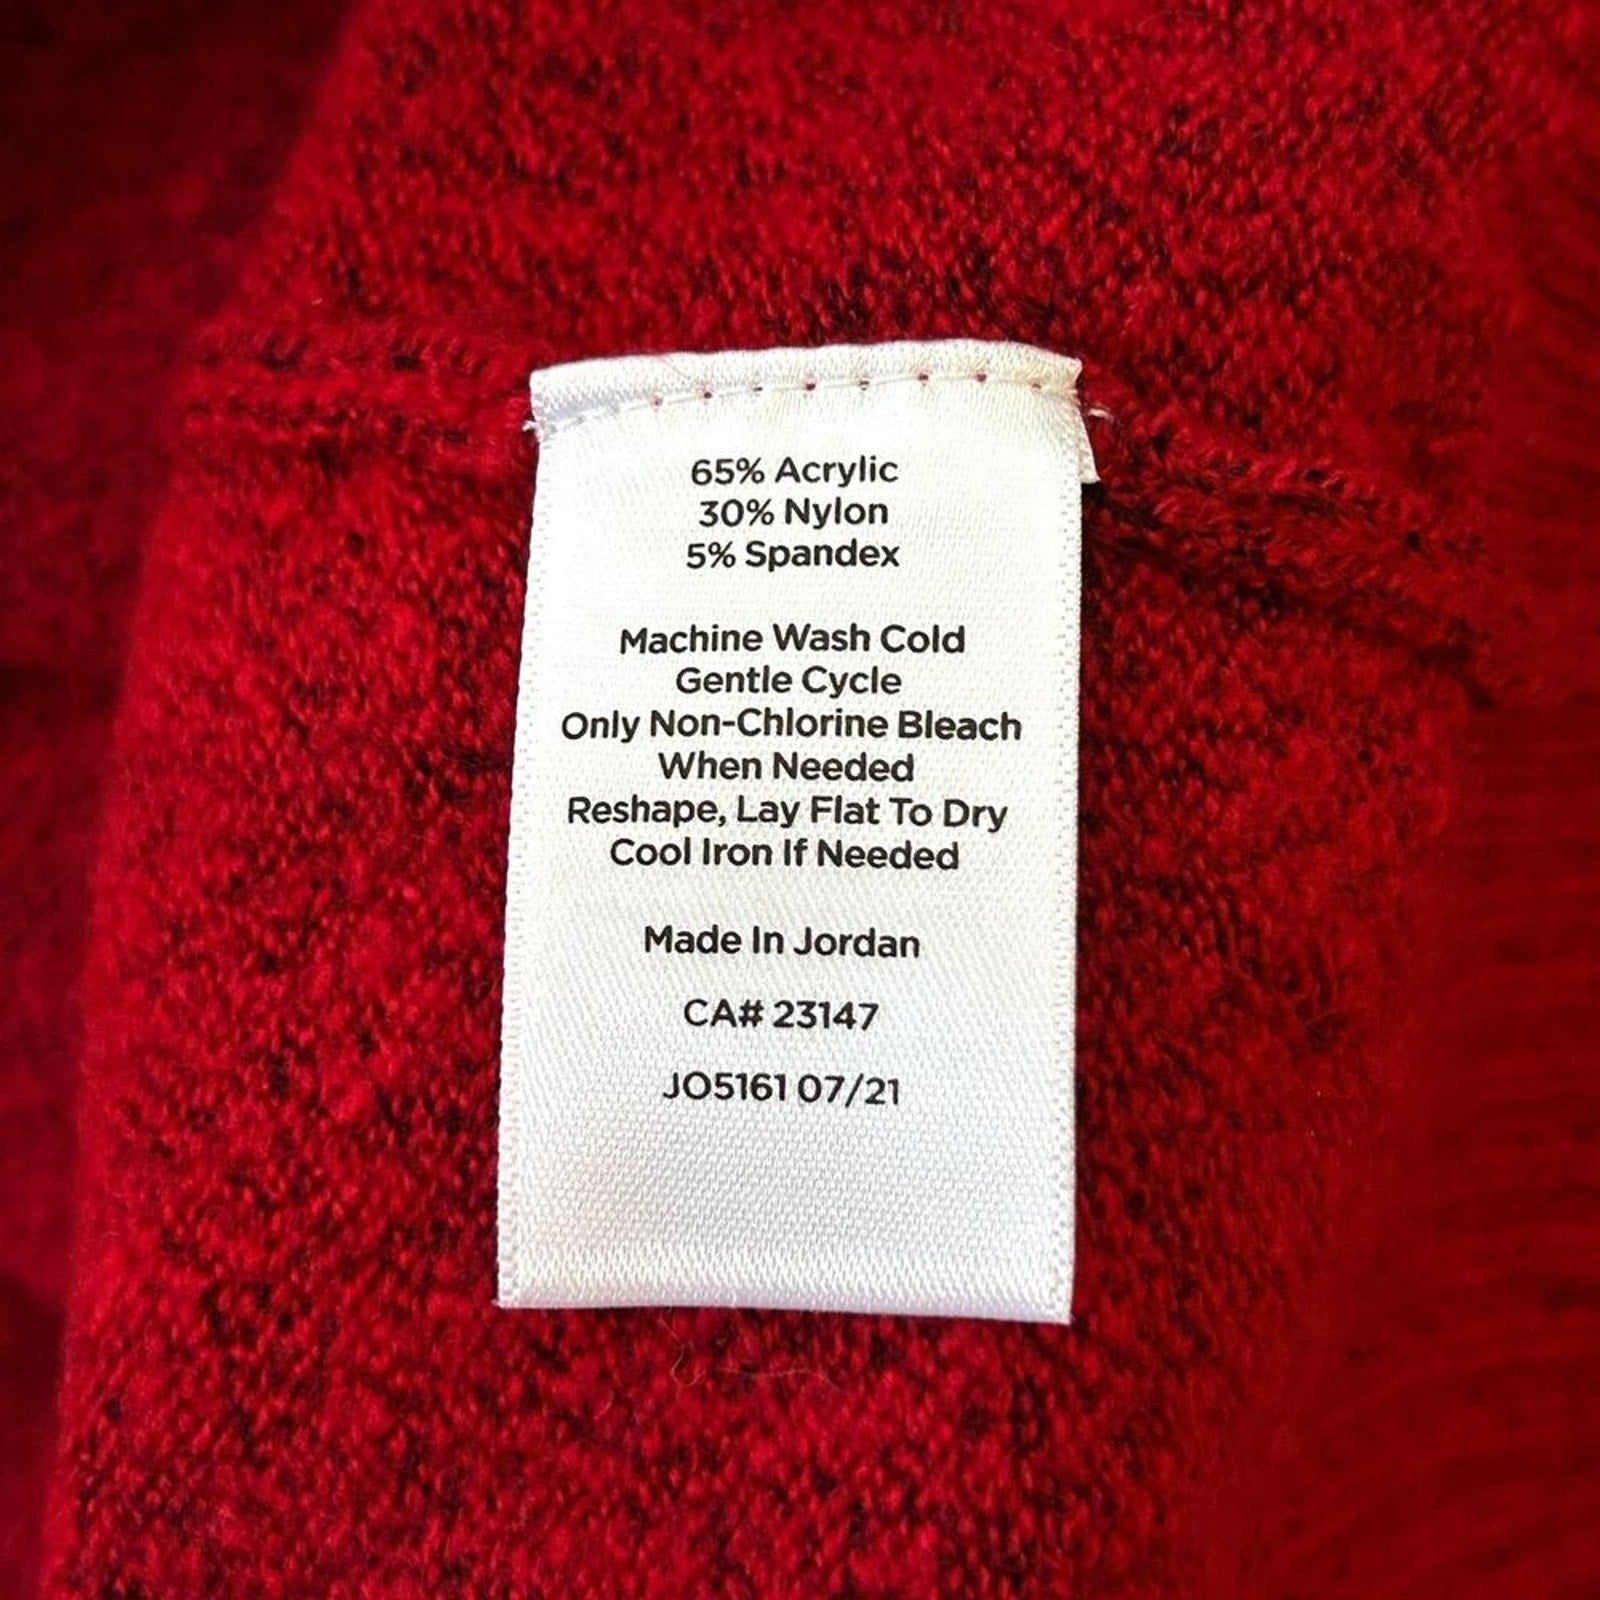 65% Acrylic
30% Nylon
5% Spandex
Machine Wash Cold
Gentle Cycle
Only Non-Chlorine Bleach
When Needed
Reshape, Lay Flat To Dry
Cool Iron If Needed
Made In Jordan
CA# 23147
JO5161 07/21